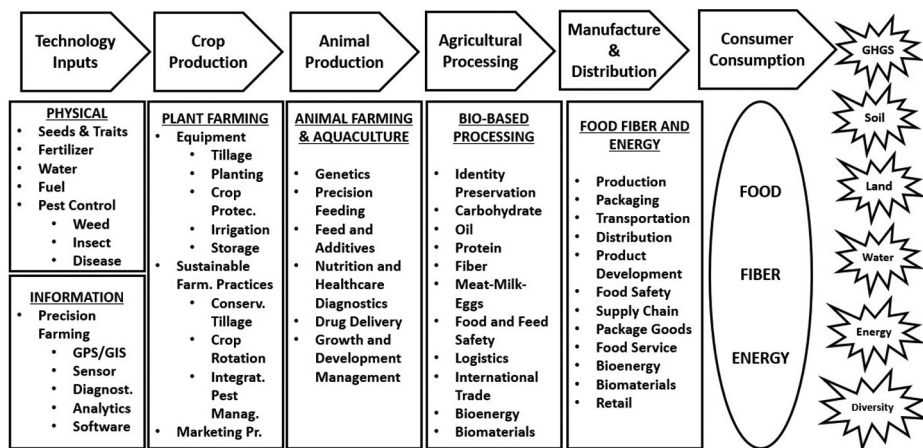 Technology
Inputs
Crop
Production
Animal
Production
Agricultural
Processing
Manufacture
&
Distribution
Consumer
Consumption
PHYSICAL
• Seeds & Traits
• Fertilizer
• Water
• Fuel
• Pest Control
• Weed
• Insect
• Disease
INFORMATION
• Precision
Farming
• GPS/GIS
• Sensor
• Diagnost.
• Analytics
• Software
PLANT FARMING
• Equipment
• Tillage
• Planting
• Crop
Protec.
• Irrigation
• Storage
• Sustainable
Farm. Practices
• Conserv.
Tillage
• Crop
Rotation
• Integrat.
Pest
Manag.
• Marketing Pr.
ANIMAL FARMING
& AQUACULTURE
• Genetics
• Precision
Feeding
• Feed and
Additives
• Nutrition and
Healthcare
Diagnostics
• Drug Delivery
• Growth and
Development
Management
BIO-BASED
PROCESSING
• Identity
Preservation
• Carbohydrate
• Oil
• Protein
• Fiber
• Meat-Milk-
Eggs
• Food and Feed
Safety
• Logistics
• International
Trade
• Bioenergy
• Biomaterials
FOOD FIBER AND
ENERGY
• Production
• Packaging
• Transportation
• Distribution
• Product
Development
• Food Safety
• Supply Chain
• Package Goods
• Food Service
• Bioenergy
• Biomaterials
• Retail
FOOD
FIBER
ENERGY
GHGS
Soil
Land
Water
Energy
Diversity